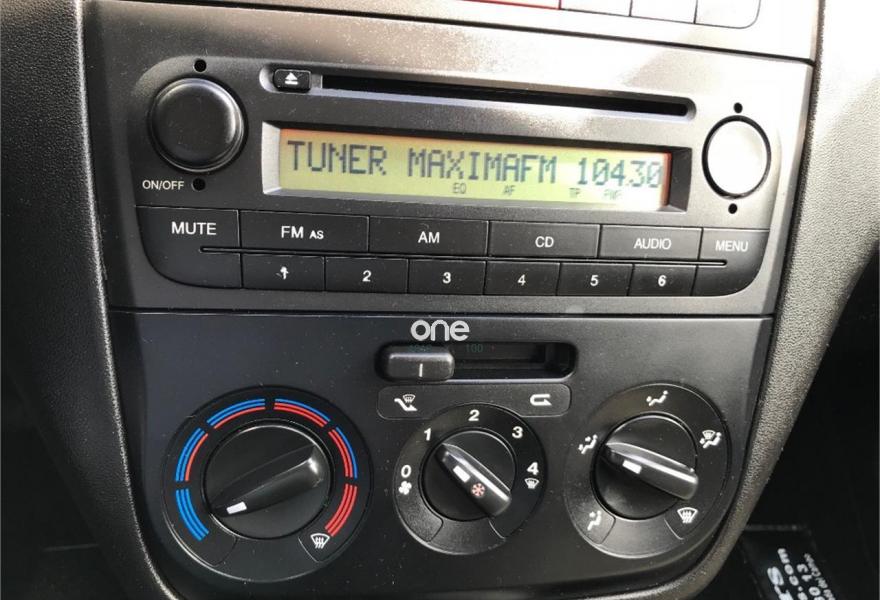 TUNER MAXIMAFM 104.30
EQ AF TP
ON/OFF
MUTE FM AS AM CD AUDIO MENU
1 2 3 4 5 6
one
0 1 2 3 4